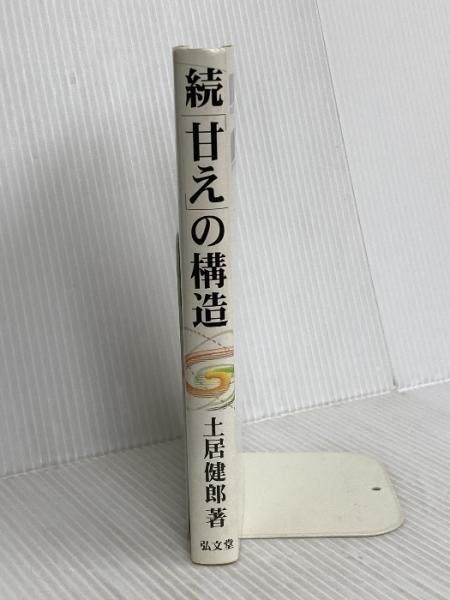 続「甘え」の構造
土居健郎著
弘文堂